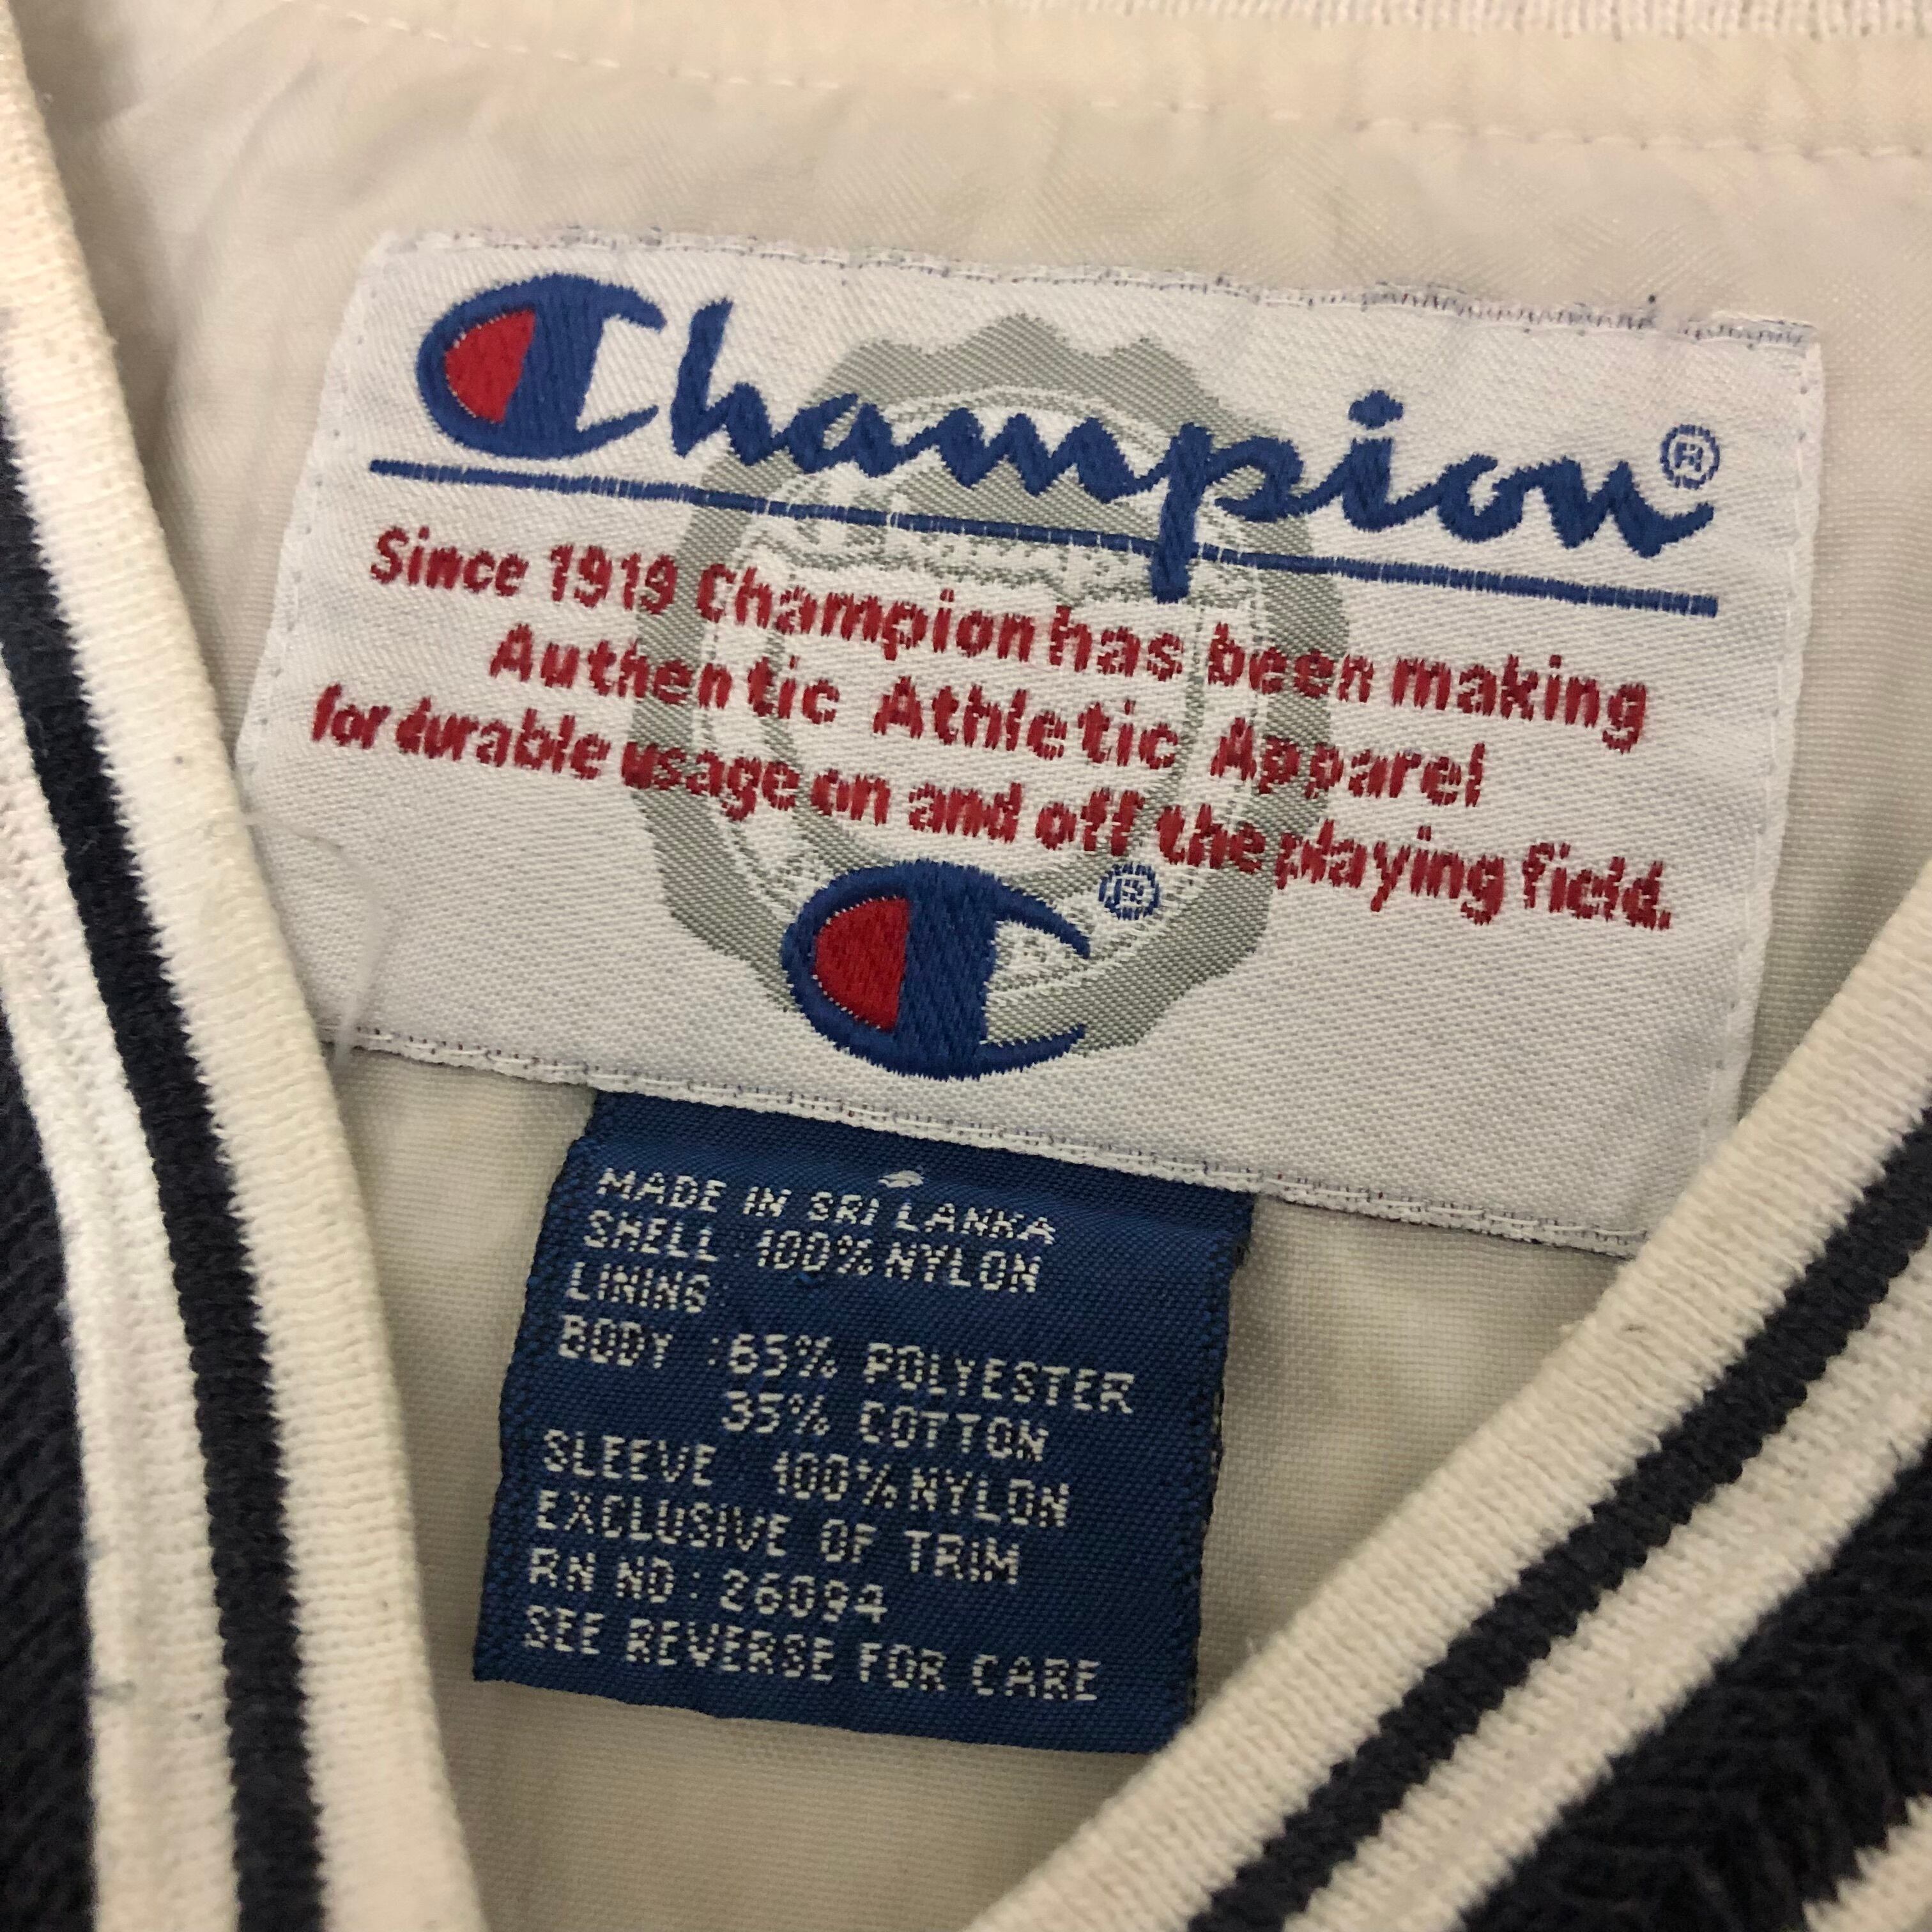 Champion®
Since 1919 Champion has been making
Authentic Athletic Apparel
for durable usage on and off the playing field.
®
MADE IN SRI LANKA
SHELL : 100% NYLON
LINING :
BODY : 65% POLYESTER
35% COTTON
SLEEVE : 100% NYLON
EXCLUSIVE OF TRIM
RN NO : 26094
SEE REVERSE FOR CARE